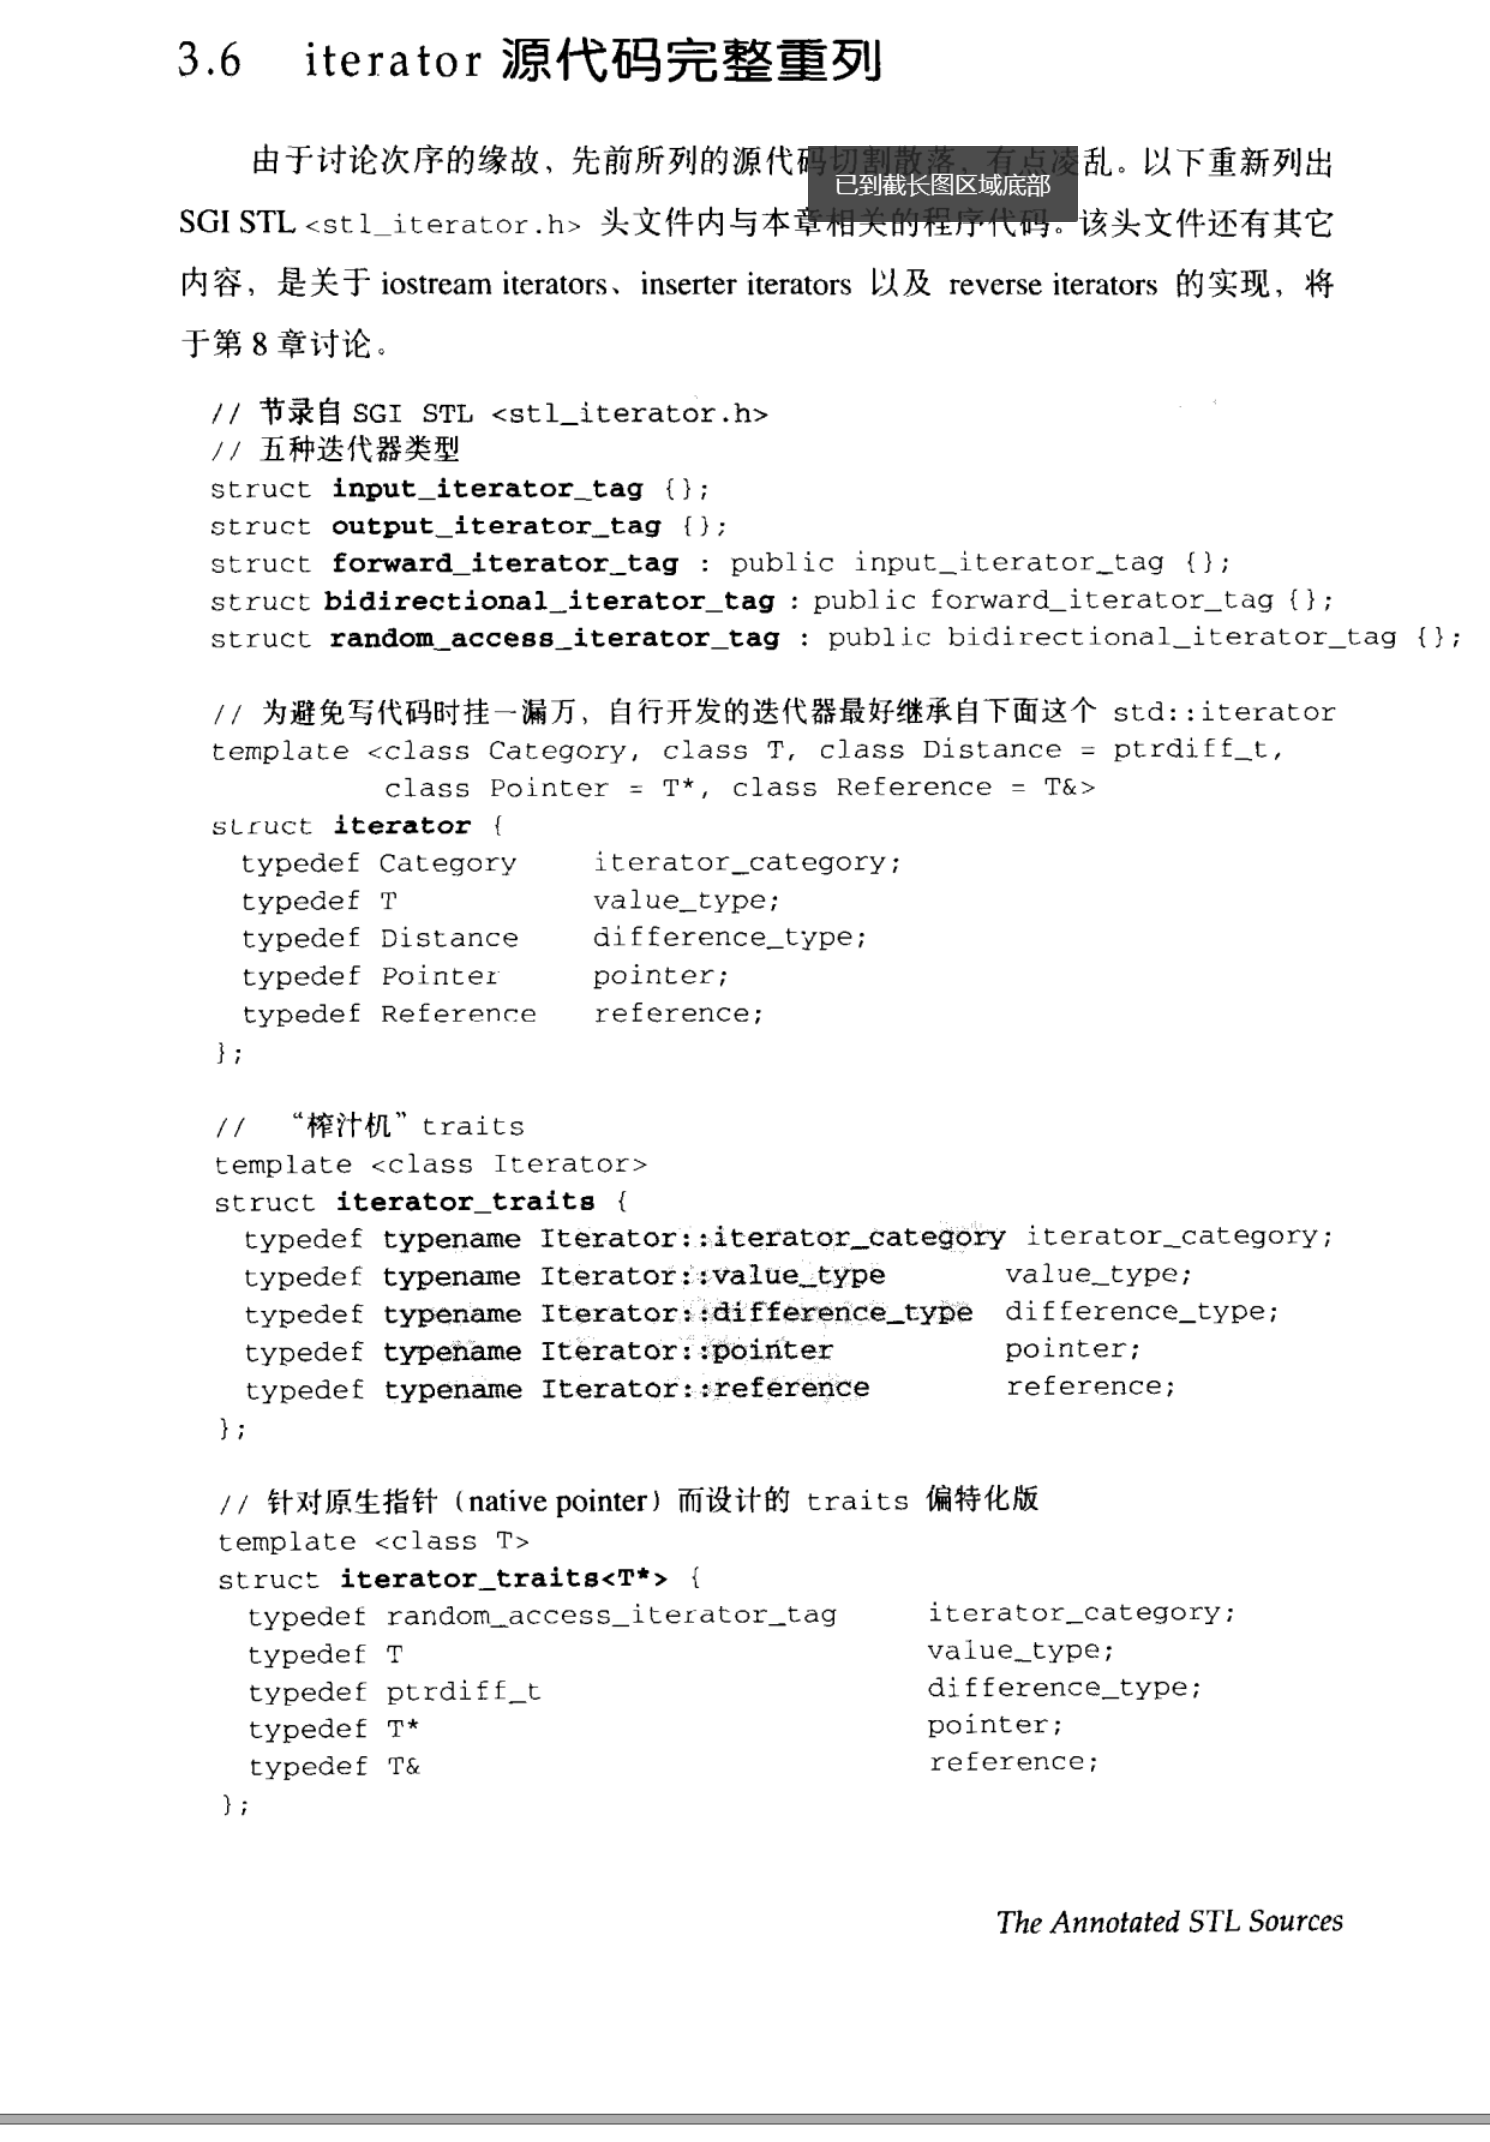 3.6 iterator 源代码完整重列
由于讨论次序的缘故，先前所列的源代码切割散落，有点凌乱。以下重新列出
已到截长图区域底部
SGI STL <stl_iterator.h> 头文件内与本章相关的程序代码。该头文件还有其它
内容，是关于 iostream iterators、inserter iterators 以及 reverse iterators 的实现，将
于第 8 章讨论。
// 节录自 SGI STL <stl_iterator.h>
// 五种迭代器类型
struct input_iterator_tag {};
struct output_iterator_tag {};
struct forward_iterator_tag : public input_iterator_tag {};
struct bidirectional_iterator_tag : public forward_iterator_tag {};
struct random_access_iterator_tag : public bidirectional_iterator_tag {};
// 为避免写代码时挂一漏万，自行开发的迭代器最好继承自下面这个 std::iterator
template <class Category, class T, class Distance = ptrdiff_t,
class Pointer = T*, class Reference = T&>
struct iterator {
typedef Category iterator_category;
typedef T value_type;
typedef Distance difference_type;
typedef Pointer pointer;
typedef Reference reference;
};
// “榨汁机”traits
template <class Iterator>
struct iterator_traits {
typedef typename Iterator::iterator_category iterator_category;
typedef typename Iterator::value_type value_type;
typedef typename Iterator::difference_type difference_type;
typedef typename Iterator::pointer pointer;
typedef typename Iterator::reference reference;
};
// 针对原生指针（native pointer）而设计的 traits 偏特化版
template <class T>
struct iterator_traits<T*> {
typedef random_access_iterator_tag iterator_category;
typedef T value_type;
typedef ptrdiff_t difference_type;
typedef T* pointer;
typedef T& reference;
};
The Annotated STL Sources